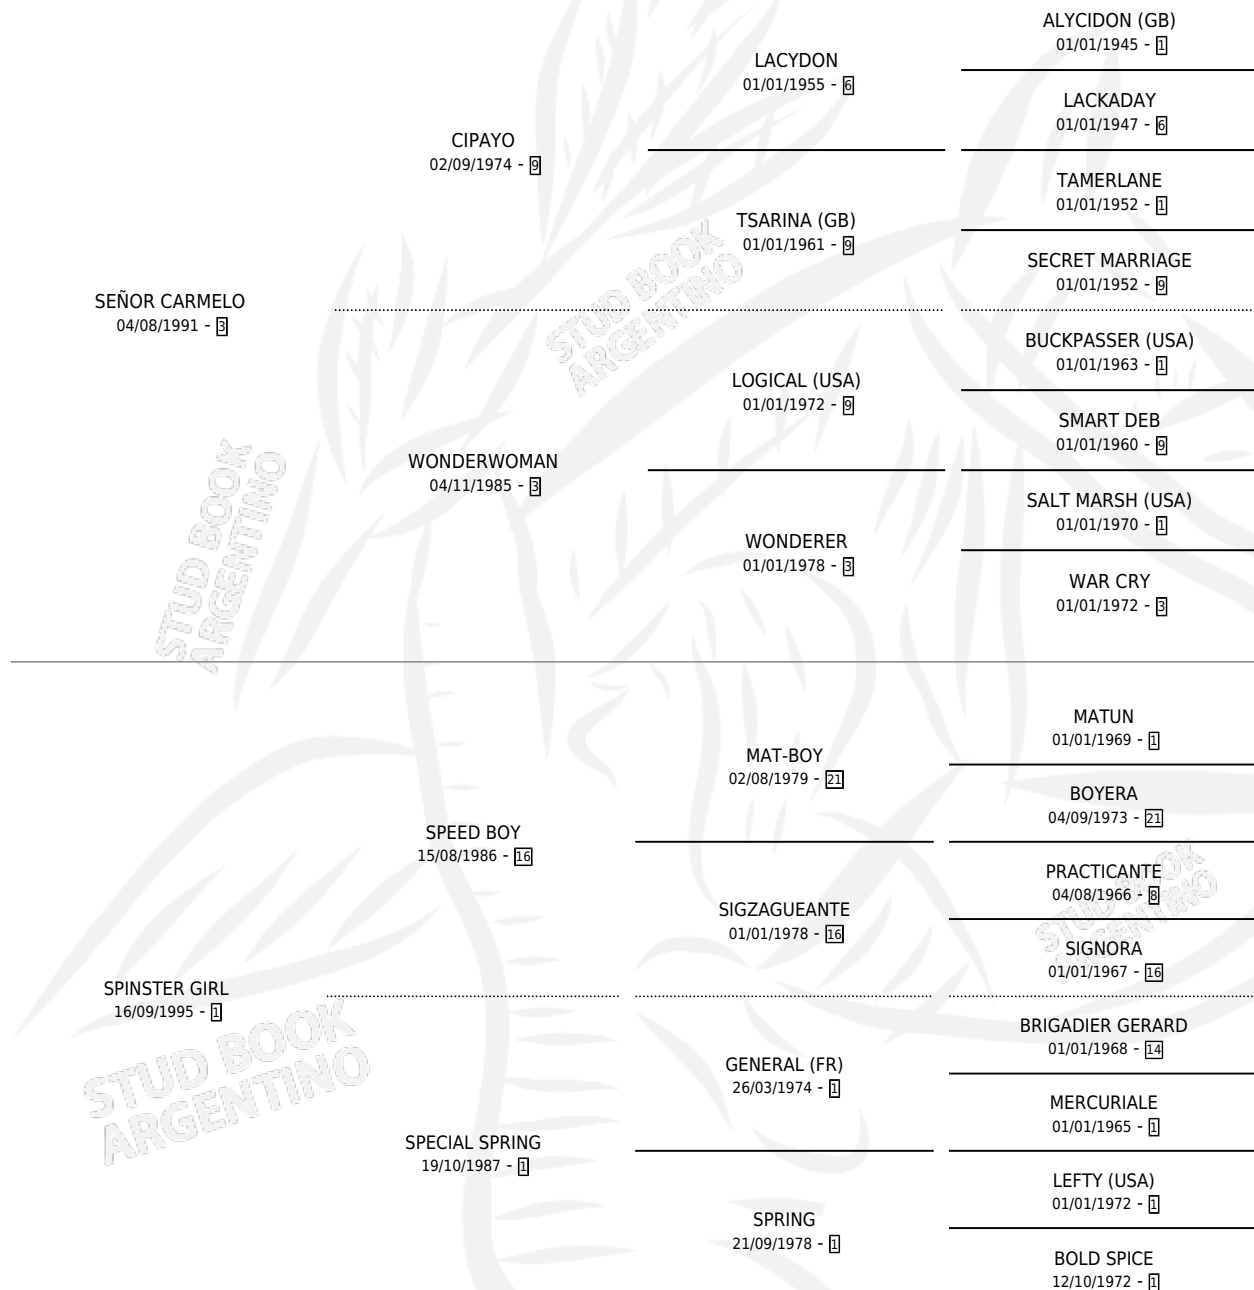 ALYCIDON (GB)
01/01/1945 - 1
LACYDON
01/01/1955 - 6
LACKADAY
01/01/1947 - 6
CIPAYO
02/09/1974 - 9
TAMERLANE
01/01/1952 - 1
TSARINA (GB)
01/01/1961 - 9
SECRET MARRIAGE
01/01/1952 - 9
SEÑOR CARMELO
04/08/1991 - 3
BUCKPASSER (USA)
01/01/1963 - 1
LOGICAL (USA)
01/01/1972 - 9
SMART DEB
01/01/1960 - 9
WONDERWOMAN
04/11/1985 - 3
SALT MARSH (USA)
01/01/1970 - 1
WONDERER
01/01/1978 - 3
WAR CRY
01/01/1972 - 3
MATUN
01/01/1969 - 1
MAT-BOY
02/08/1979 - 21
BOYERA
04/09/1973 - 21
SPEED BOY
15/08/1986 - 16
PRACTICANTE
04/08/1966 - 8
SIGZAGUEANTE
01/01/1978 - 16
SIGNORA
01/01/1967 - 16
SPINSTER GIRL
16/09/1995 - 1
BRIGADIER GERARD
01/01/1968 - 14
GENERAL (FR)
26/03/1974 - 1
MERCURIALE
01/01/1965 - 1
SPECIAL SPRING
19/10/1987 - 1
LEFTY (USA)
01/01/1972 - 1
SPRING
21/09/1978 - 1
BOLD SPICE
12/10/1972 - 1
STUD BOOK
ARGENTINO
STUD BOOK
ARGENTINO
STUD BOOK
ARGENTINO
STUD BOOK
ARGENTINO